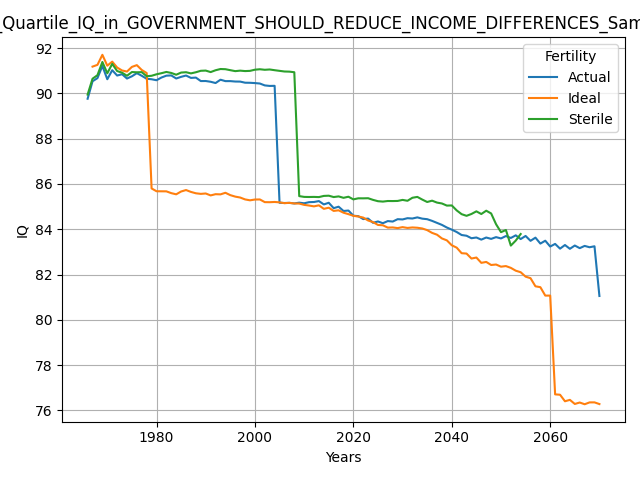 _Quartile_IQ_in_GOVERNMENT_SHOULD_REDUCE_INCOME_DIFFERENCES_Sam
92
90
88
86
84
82
80
78
76
IQ
Fertility
Actual
Ideal
Sterile
1980
2000
2020
2040
2060
Years